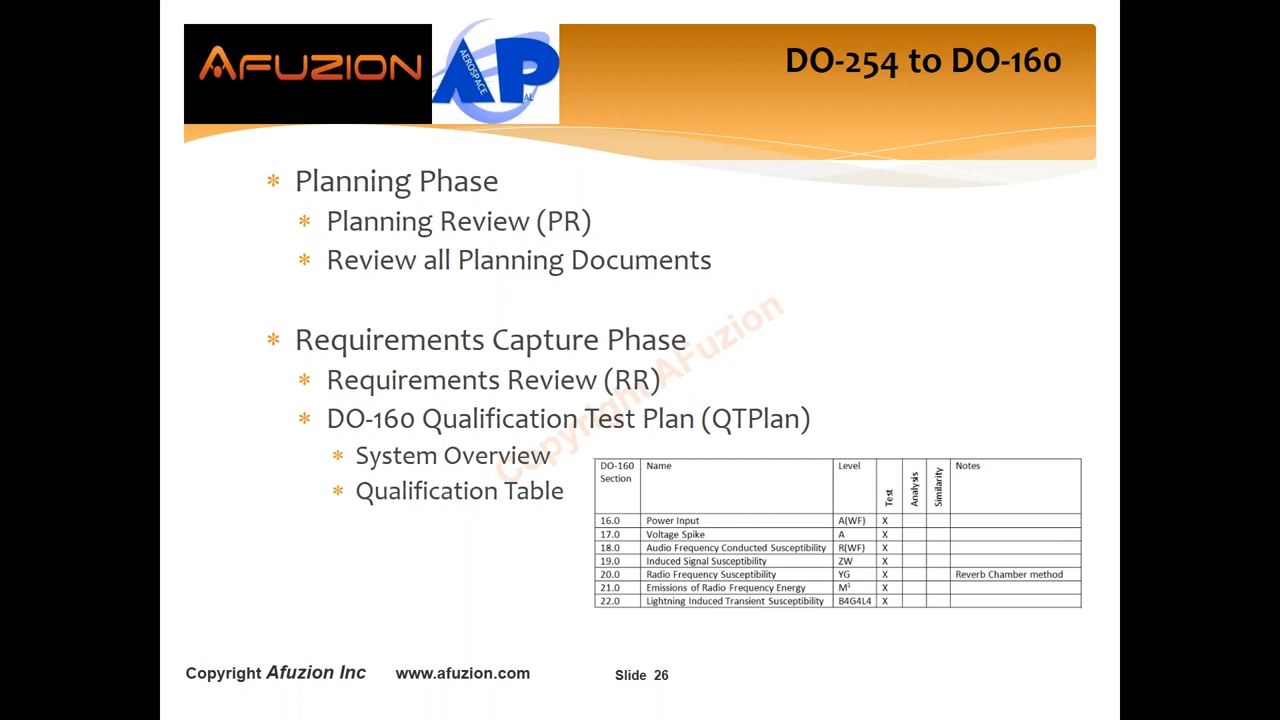 AFUZION
AEROSPACE
AP
AL
DO-254 to DO-160
* Planning Phase
* Planning Review (PR)
* Review all Planning Documents
* Requirements Capture Phase
* Requirements Review (RR)
* DO-160 Qualification Test Plan (QTPlan)
* System Overview
* Qualification Table
Copyright AFuzion
DO-160 Section Name Level Test Analysis Similarity Notes
16.0 Power Input A(WF) X
17.0 Voltage Spike A X
18.0 Audio Frequency Conducted Susceptibility R(WF) X
19.0 Induced Signal Susceptibility ZW X
20.0 Radio Frequency Susceptibility YG X Reverb Chamber method
21.0 Emissions of Radio Frequency Energy M¹ X
22.0 Lightning Induced Transient Susceptibility B4G4L4 X
Copyright Afuzion Inc www.afuzion.com Slide 26